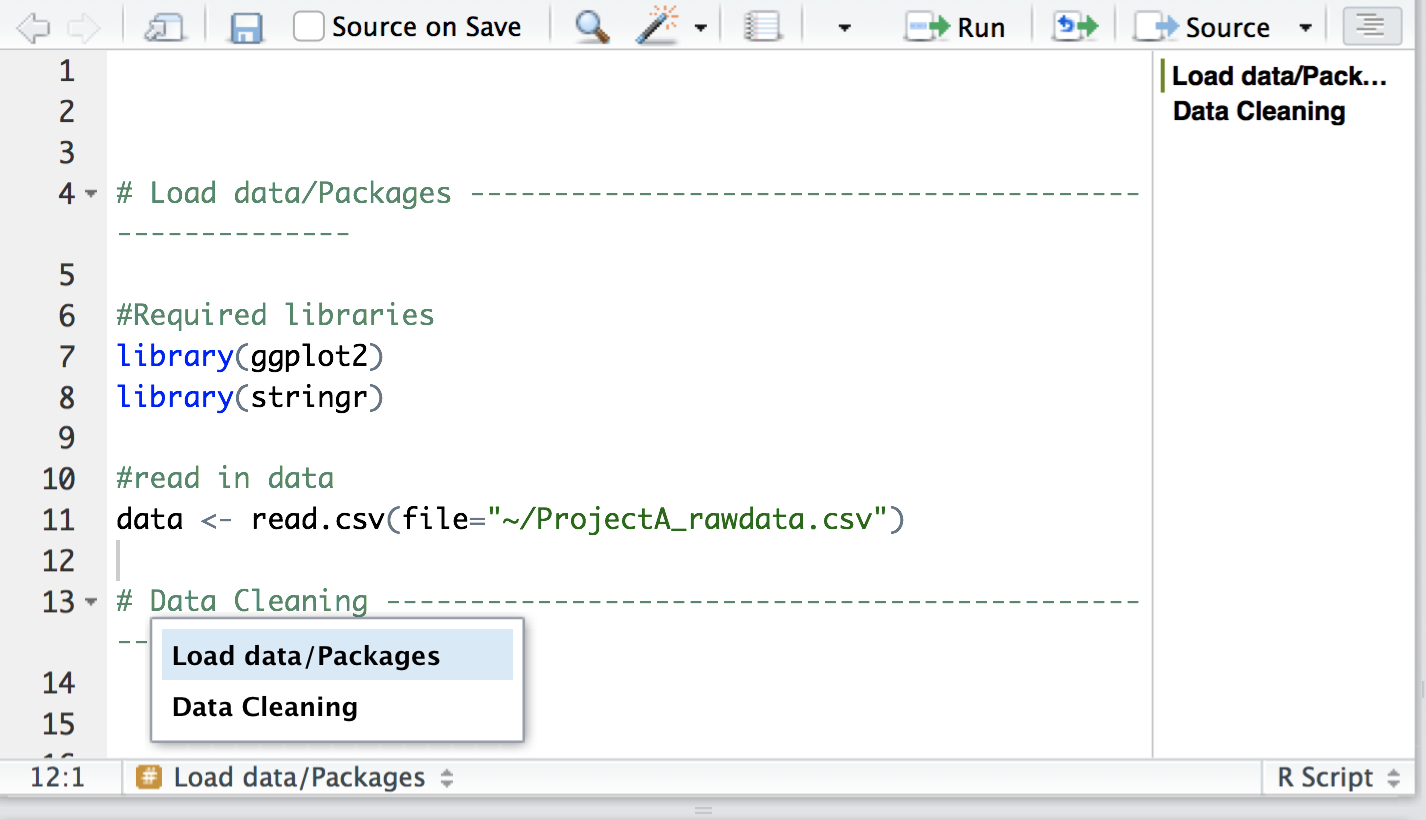 Source on Save
Run
Source
1
2
3
4 # Load data/Packages ----------------------------------------
--------------
5
6 #Required libraries
7 library(ggplot2)
8 library(stringr)
9
10 #read in data
11 data <- read.csv(file="~/ProjectA_rawdata.csv")
12
13 # Data Cleaning ---------------------------------------------
--
14
15
Load data/Packages
Data Cleaning
Load data/Pack...
Data Cleaning
12:1
# Load data/Packages
R Script